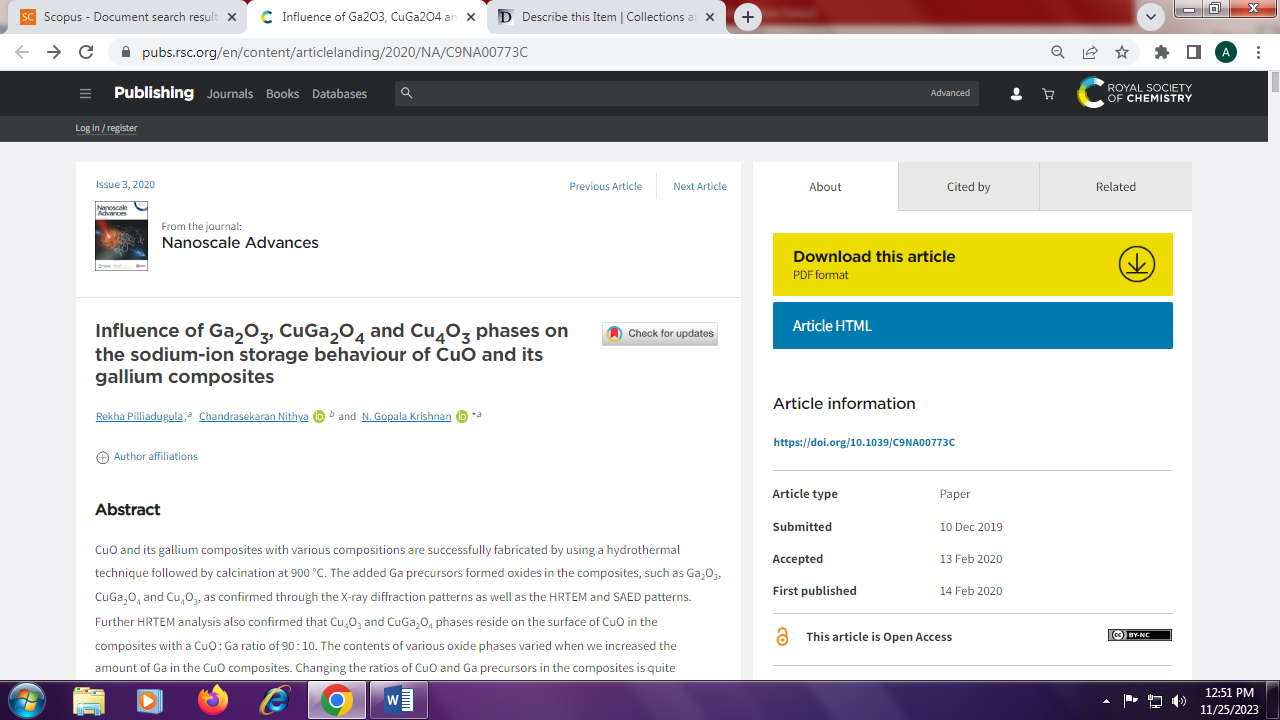 Scopus - Document search result
Influence of Ga2O3, CuGa2O4 an
Describe this Item | Collections a
pubs.rsc.org/en/content/articlelanding/2020/NA/C9NA00773C
A
Publishing Journals Books Databases Advanced
ROYAL SOCIETY
OF CHEMISTRY
Log in / register
Issue 3, 2020
Previous Article Next Article
Nanoscale
Advances
From the journal:
Nanoscale Advances
Influence of Ga2O3, CuGa2O4 and Cu4O3 phases on
the sodium-ion storage behaviour of CuO and its
gallium composites
Check for updates
Rekha Pilliadugula,a Chandrasekaran Nithya iD b and N. Gopala Krishnan iD *a
Author affiliations
Abstract
CuO and its gallium composites with various compositions are successfully fabricated by using a hydrothermal
technique followed by calcination at 900 °C. The added Ga precursors formed oxides in the composites, such as Ga2O3,
CuGa2O4 and Cu4O3, as confirmed through the X-ray diffraction patterns as well as the HRTEM and SAED patterns.
Further HRTEM analysis also confirmed that Cu4O3 and CuGa2O4 phases reside on the surface of CuO in the
composites with a CuO : Ga ratio of 90 : 10. The contents of various oxide phases varied when we increased the
amount of Ga in the CuO composites. Changing the ratios of CuO and Ga precursors in the composites is quite
About Cited by Related
Download this article
PDF format
Article HTML
Article information
https://doi.org/10.1039/C9NA00773C
Article type Paper
Submitted 10 Dec 2019
Accepted 13 Feb 2020
First published 14 Feb 2020
This article is Open Access
cc BY-NC
12:51 PM
11/25/2023